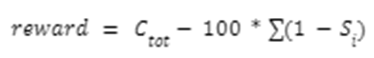 reward = C_tot - 100 * ∑(1 - S_i)